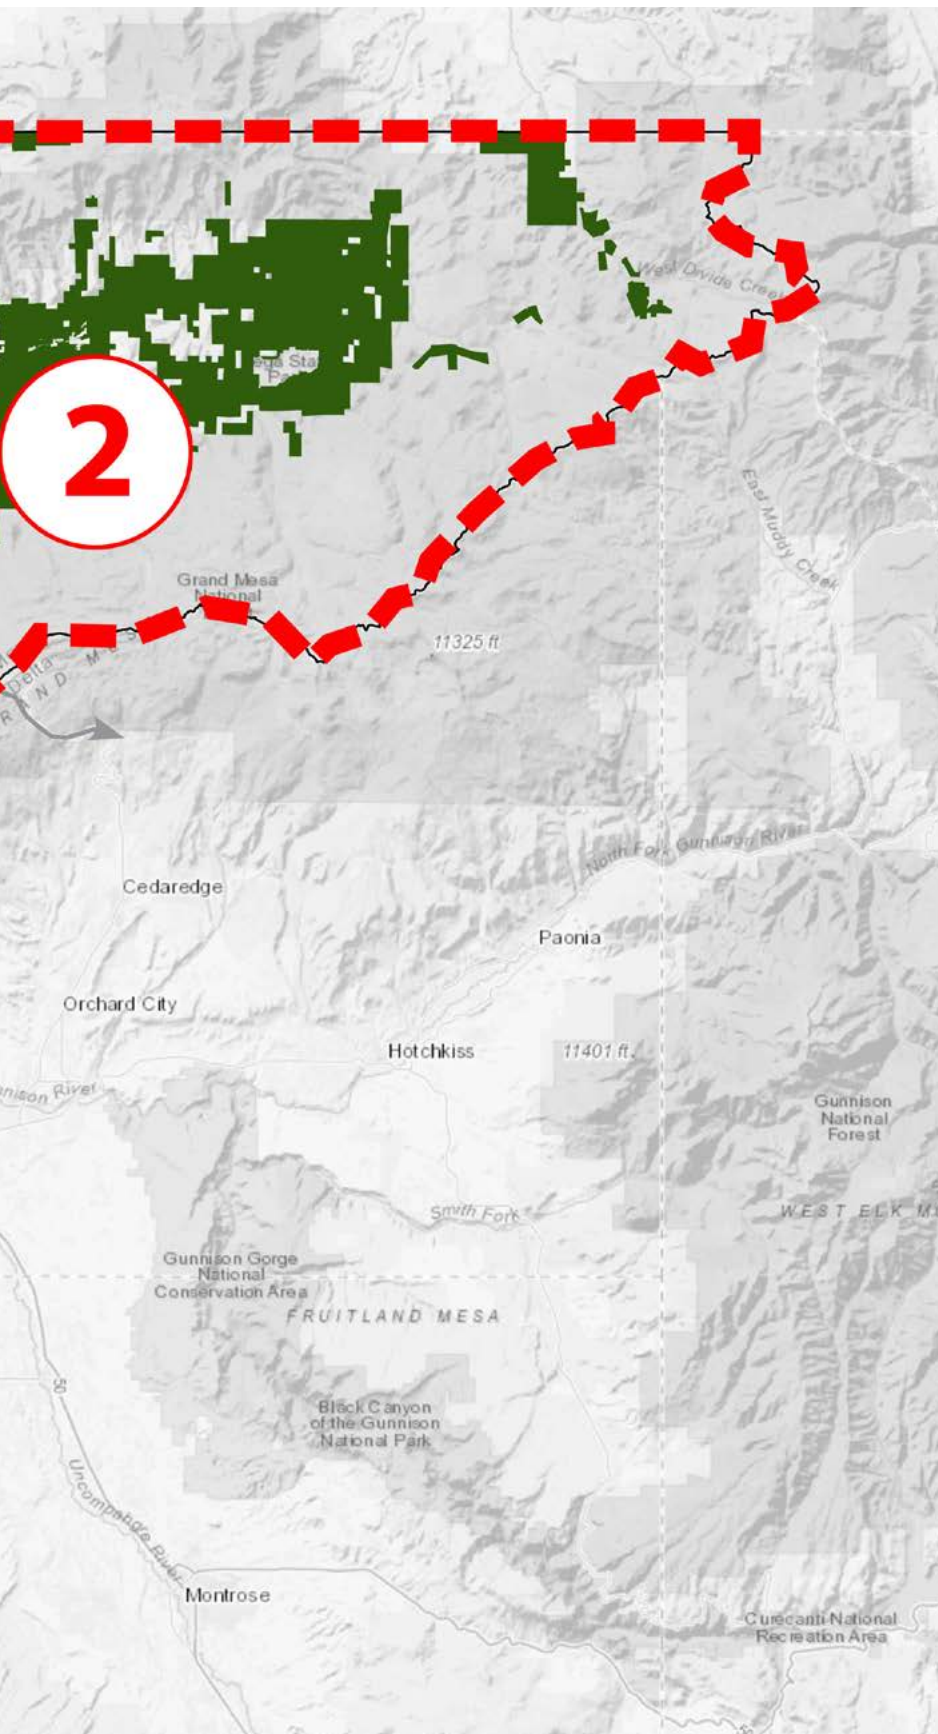 West Divide Creek
2
East Muddy Creek
Grand Mesa
National
11325 ft
Delta
North Fork Gunnison River
Cedaredge
Paonia
Orchard City
Hotchkiss
11401 ft.
River
Gunnison
National
Forest
Smith Fork
WEST ELK
Gunnison Gorge
National
Conservation Area
FRUITLAND MESA
50
Black Canyon
of the Gunnison
National Park
Uncompahgre River
Montrose
Curecanti National
Recreation Area